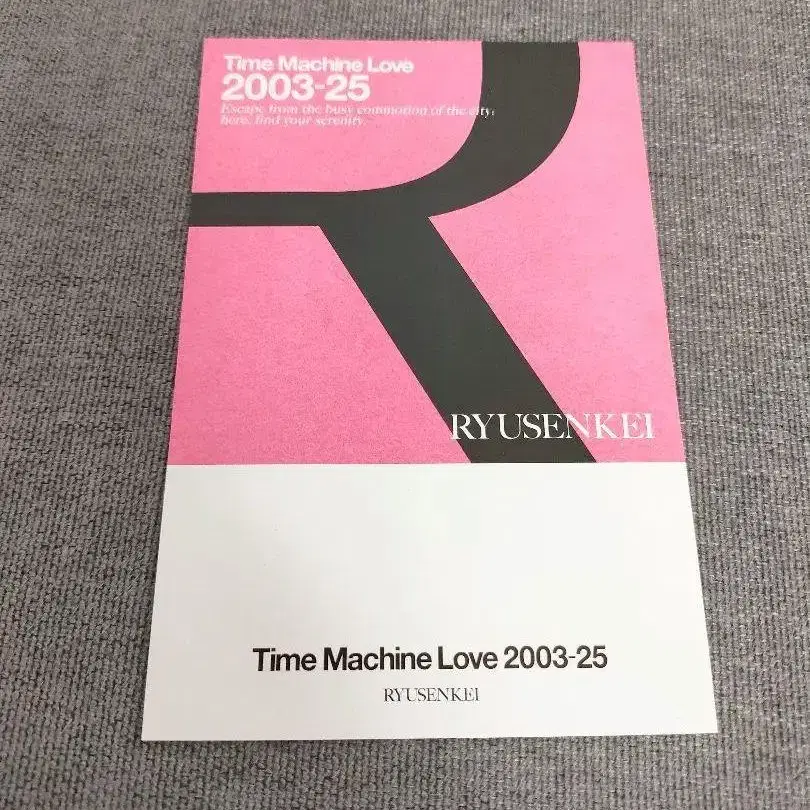 Time Machine Love
2003-25
Escape from the busy commotion of the city;
here, find your serenity.
RYUSENKEI
Time Machine Love 2003-25
RYUSENKEI